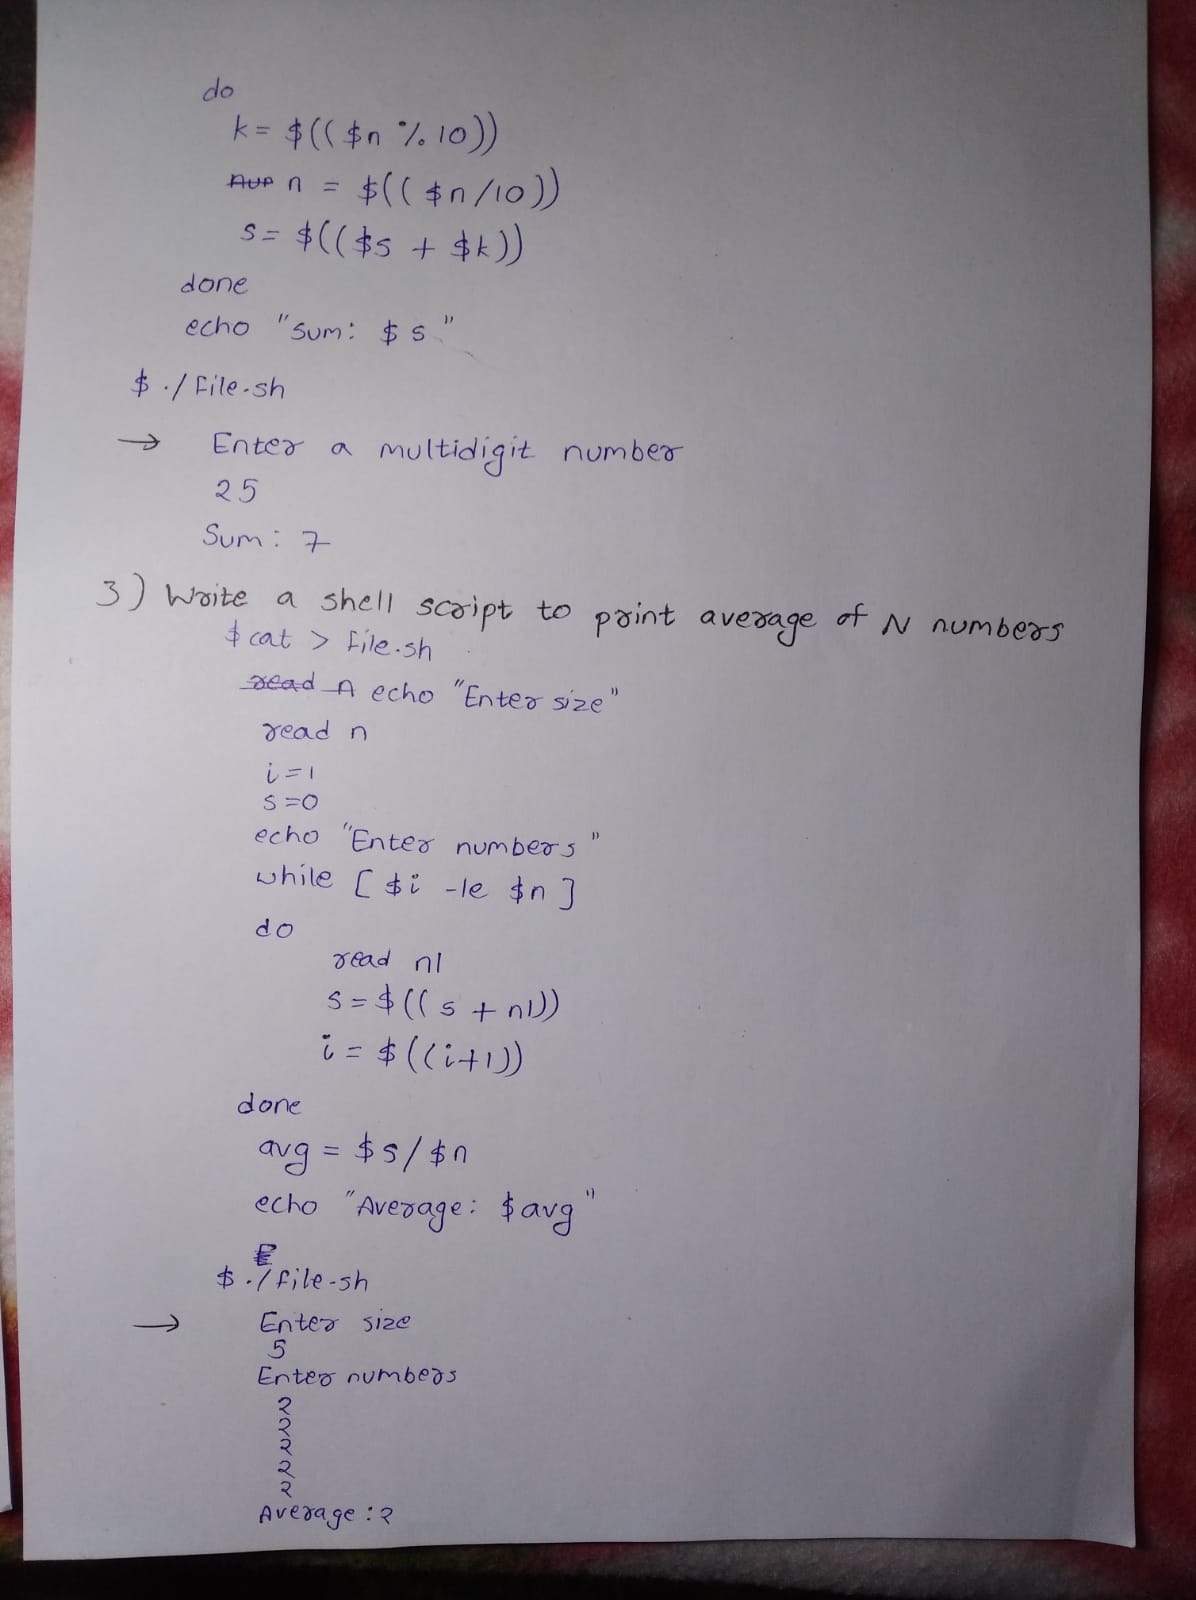 do
k = $(( $n % 10))
n = $(( $n/10))
s = $(($s + $k))
done
echo "Sum: $s"
$ ./file.sh
→ Enter a multidigit number
25
Sum: 7
3) Write a shell script to print average of N numbers
$ cat > file.sh
read A echo "Enter size"
read n
i=1
s=0
echo "Enter numbers"
while [ $i -le $n ]
do
read n1
s=$((s + n1))
i = $((i+1))
done
avg = $s/$n
echo "Average: $avg"
$ ./file.sh
→ Enter size
5
Enter numbers
2
2
2
2
2
Average: 2